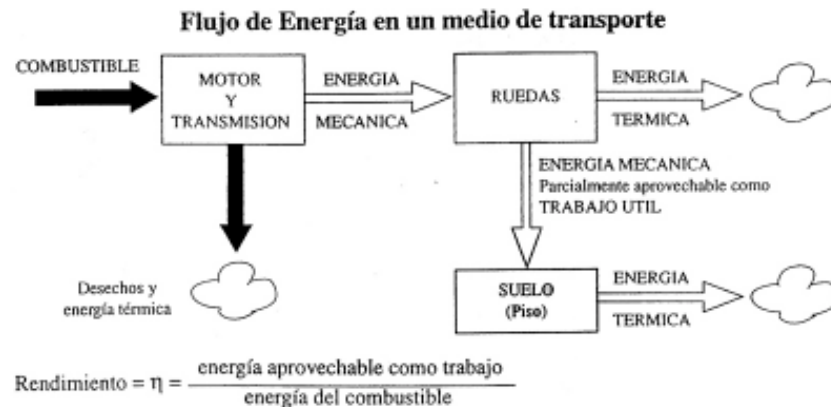 Flujo de Energía en un medio de transporte
COMBUSTIBLE
MOTOR
Y
TRANSMISION
ENERGIA
MECANICA
RUEDAS
ENERGIA
TERMICA
ENERGIA MECANICA
Parcialmente aprovechable como
TRABAJO UTIL
Desechos y
energía térmica
SUELO
(Piso)
ENERGIA
TERMICA
Rendimiento = η = energía aprovechable como trabajo
energía del combustible